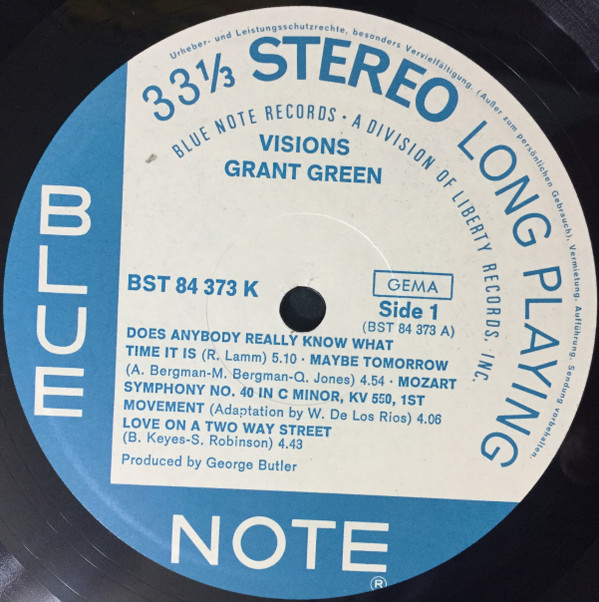 Urheber- und Leistungsschutzrechte, besonders Vervielfältigung, (Außer zum persönlichen Gebrauch), Vermietung, Aufführung, Sendung vorbehalten.
33⅓ STEREO LONG PLAYING
BLUE NOTE RECORDS · A DIVISION OF LIBERTY RECORDS, INC.
VISIONS
GRANT GREEN
BST 84 373 K
GEMA
Side 1
(BST 84 373 A)
DOES ANYBODY REALLY KNOW WHAT
TIME IT IS (R. Lamm) 5.10 · MAYBE TOMORROW
(A. Bergman-M. Bergman-Q. Jones) 4.54 · MOZART
SYMPHONY NO. 40 IN C MINOR, KV 550, 1ST
MOVEMENT (Adaptation by W. De Los Rios) 4.06
LOVE ON A TWO WAY STREET
(B. Keyes-S. Robinson) 4.43
Produced by George Butler
BLUE
NOTE®